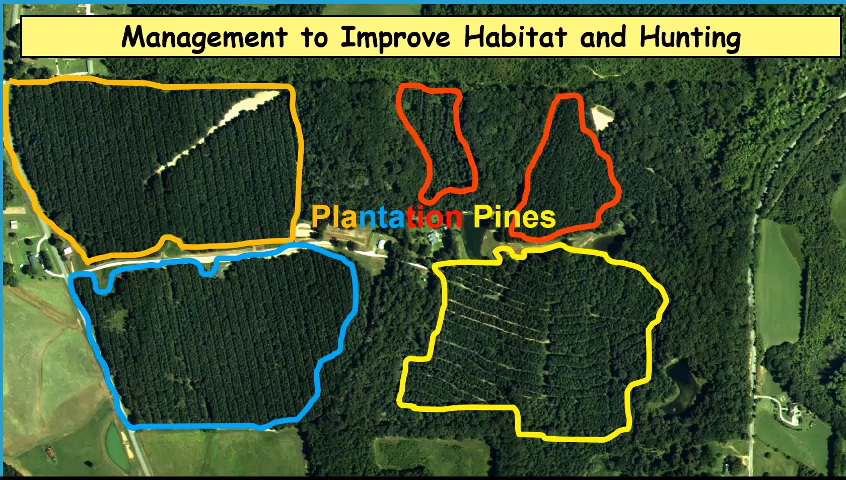 Management to Improve Habitat and Hunting
Plantation Pines